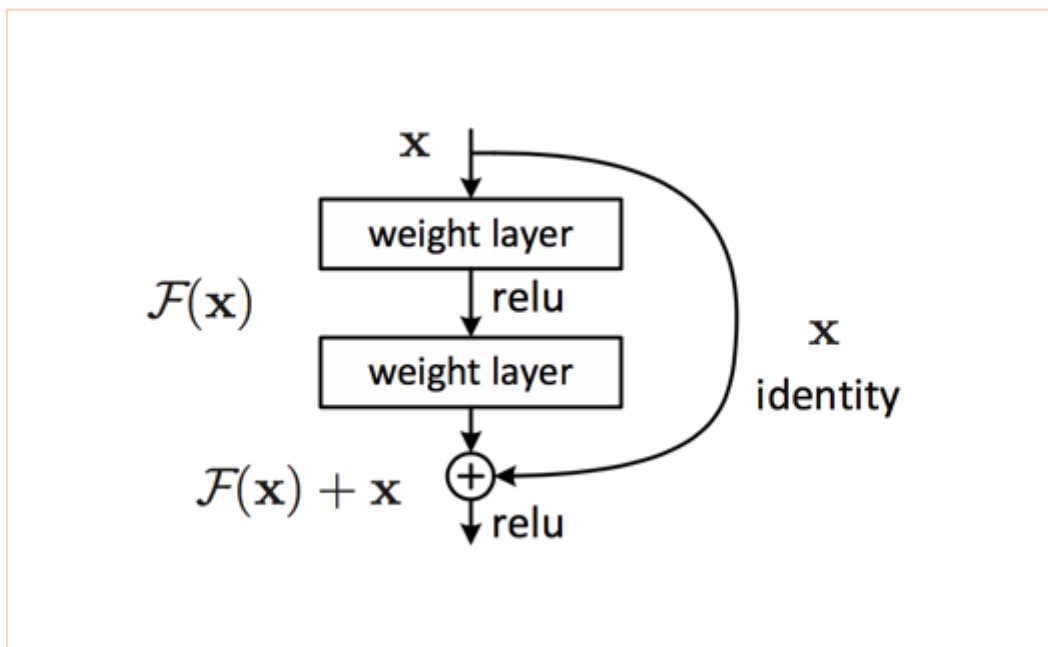 x
weight layer
relu
F(x)
weight layer
x
identity
F(x) + x
relu